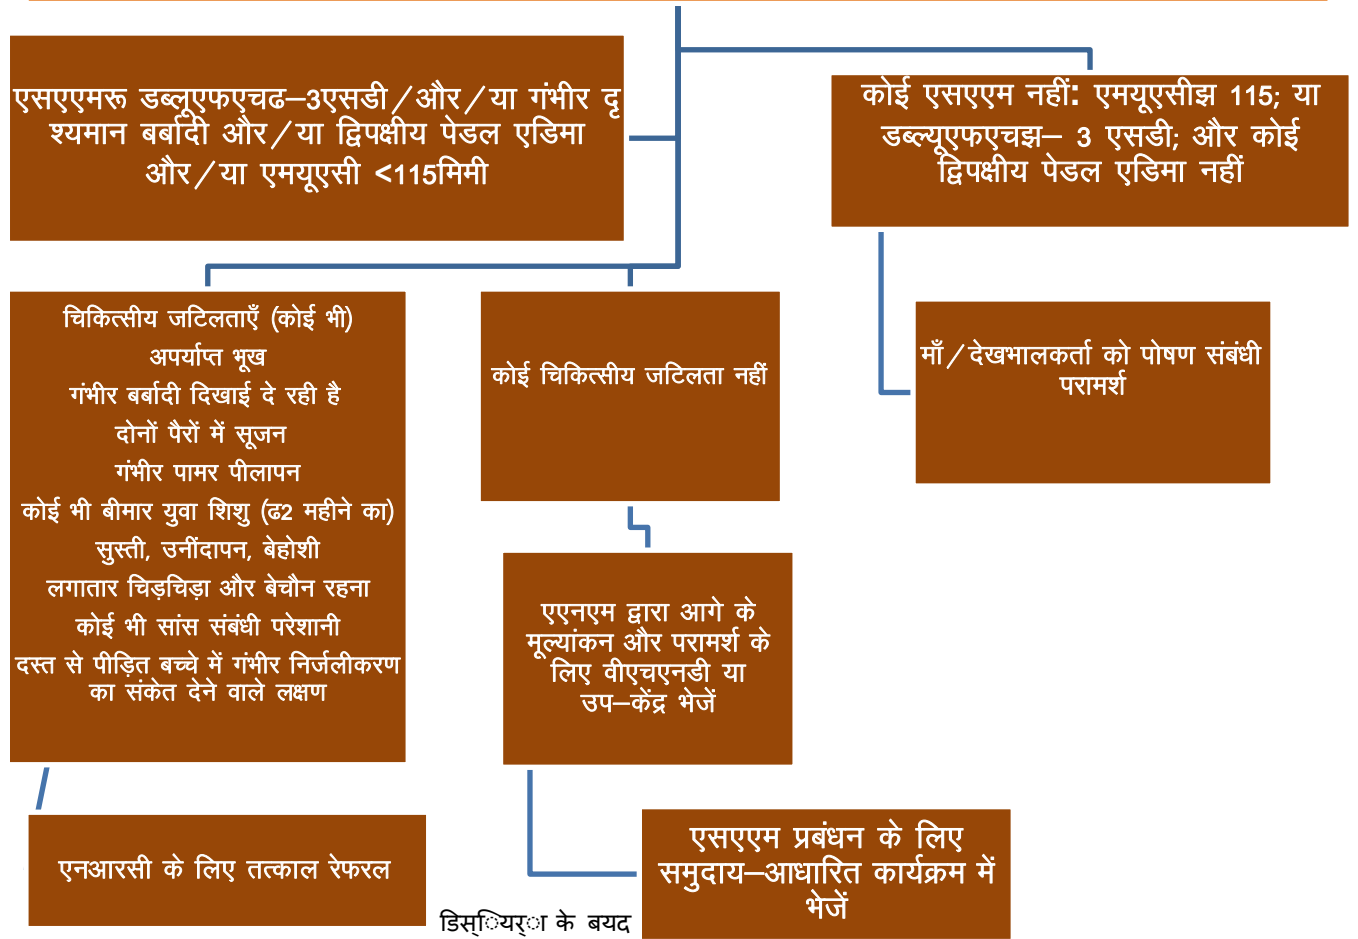 एसएएमरू डब्लूएफएचढ–3एसडी/और/या गंभीर दृ
श्यमान बर्बादी और/या द्विपक्षीय पेडल एडिमा
और/या एमयूएसी <115मिमी
कोई एसएएम नहीं: एमयूएसीझ 115; या
डब्ल्यूएफएचझ– 3 एसडी; और कोई
द्विपक्षीय पेडल एडिमा नहीं
चिकित्सीय जटिलताएँ (कोई भी)
अपर्याप्त भूख
गंभीर बर्बादी दिखाई दे रही है
दोनों पैरों में सूजन
गंभीर पामर पीलापन
कोई भी बीमार युवा शिशु (ढ2 महीने का)
सुस्ती, उनींदापन, बेहोशी
लगातार चिड़चिड़ा और बेचौन रहना
कोई भी सांस संबंधी परेशानी
दस्त से पीड़ित बच्चे में गंभीर निर्जलीकरण
का संकेत देने वाले लक्षण
कोई चिकित्सीय जटिलता नहीं
माँ/देखभालकर्ता को पोषण संबंधी
परामर्श
एएनएम द्वारा आगे के
मूल्यांकन और परामर्श के
लिए वीएचएनडी या
उप–केंद्र भेजें
एनआरसी के लिए तत्काल रेफरल
एसएएम प्रबंधन के लिए
समुदाय–आधारित कार्यक्रम में
भेजें
डिस्ियर्ा के बयद